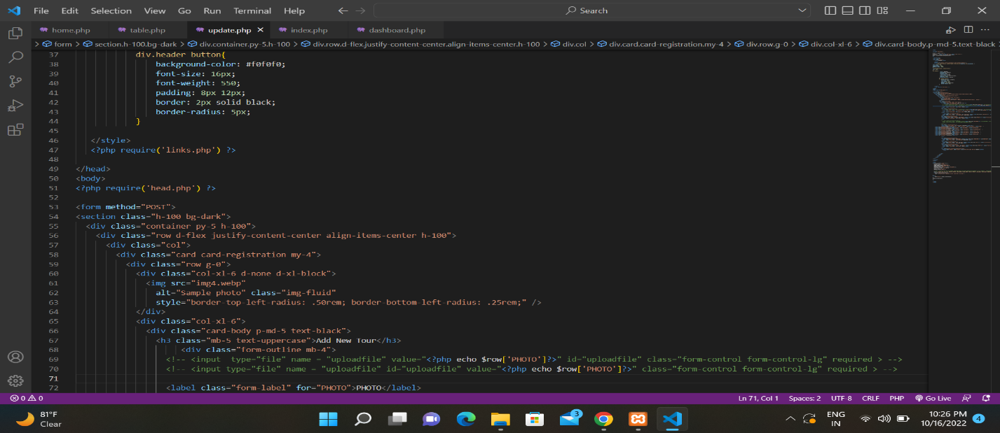 File Edit Selection View Go Run Terminal Help
Search
home.php
table.php
update.php
index.php
dashboard.php
> form > section.h-100.bg-dark > div.container.py-5.h-100 > div.row.d-flex.justify-content-center.align-items-center.h-100 > div.col > div.card.card-registration.my-4 > div.row.g-0 > div.col-xl-6 > div.card-body.p-md-5.text-black >
37 div.header button{
38 background-color: #f0f0f0;
39 font-size: 16px;
40 font-weight: 550;
41 padding: 8px 12px;
42 border: 2px solid black;
43 border-radius: 5px;
44 }
45
46 </style>
47 <?php require('links.php') ?>
48
49 </head>
50 <body>
51 <?php require('head.php') ?>
52
53 <form method="POST">
54 <section class="h-100 bg-dark">
55 <div class="container py-5 h-100">
56 <div class="row d-flex justify-content-center align-items-center h-100">
57 <div class="col">
58 <div class="card card-registration my-4">
59 <div class="row g-0">
60 <div class="col-xl-6 d-none d-xl-block">
61 <img src="img4.webp"
62 alt="Sample photo" class="img-fluid"
63 style="border-top-left-radius: .50rem; border-bottom-left-radius: .25rem;" />
64 </div>
65 <div class="col-xl-6">
66 <div class="card-body p-md-5 text-black">
67 <h3 class="mb-5 text-uppercase">Add New Tour</h3>
68 <div class="form-outline mb-4">
69 <!-- <input  type="file" name = "uploadfile" value="<?php echo $row['PHOTO']?>" id="uploadfile" class="form-control form-control-lg" required > -->
70 <!-- <input type="file" name = "uploadfile" id="uploadfile" value="<?php echo $row['PHOTO']?>" class="form-control form-control-lg" required > -->
71
72 <label class="form-label" for="PHOTO">PHOTO</label>
0 0 Ln 71, Col 1 Spaces: 2 UTF-8 CRLF PHP Go Live
81°F
Clear
3
ENG
IN
10:26 PM
10/16/2022
4